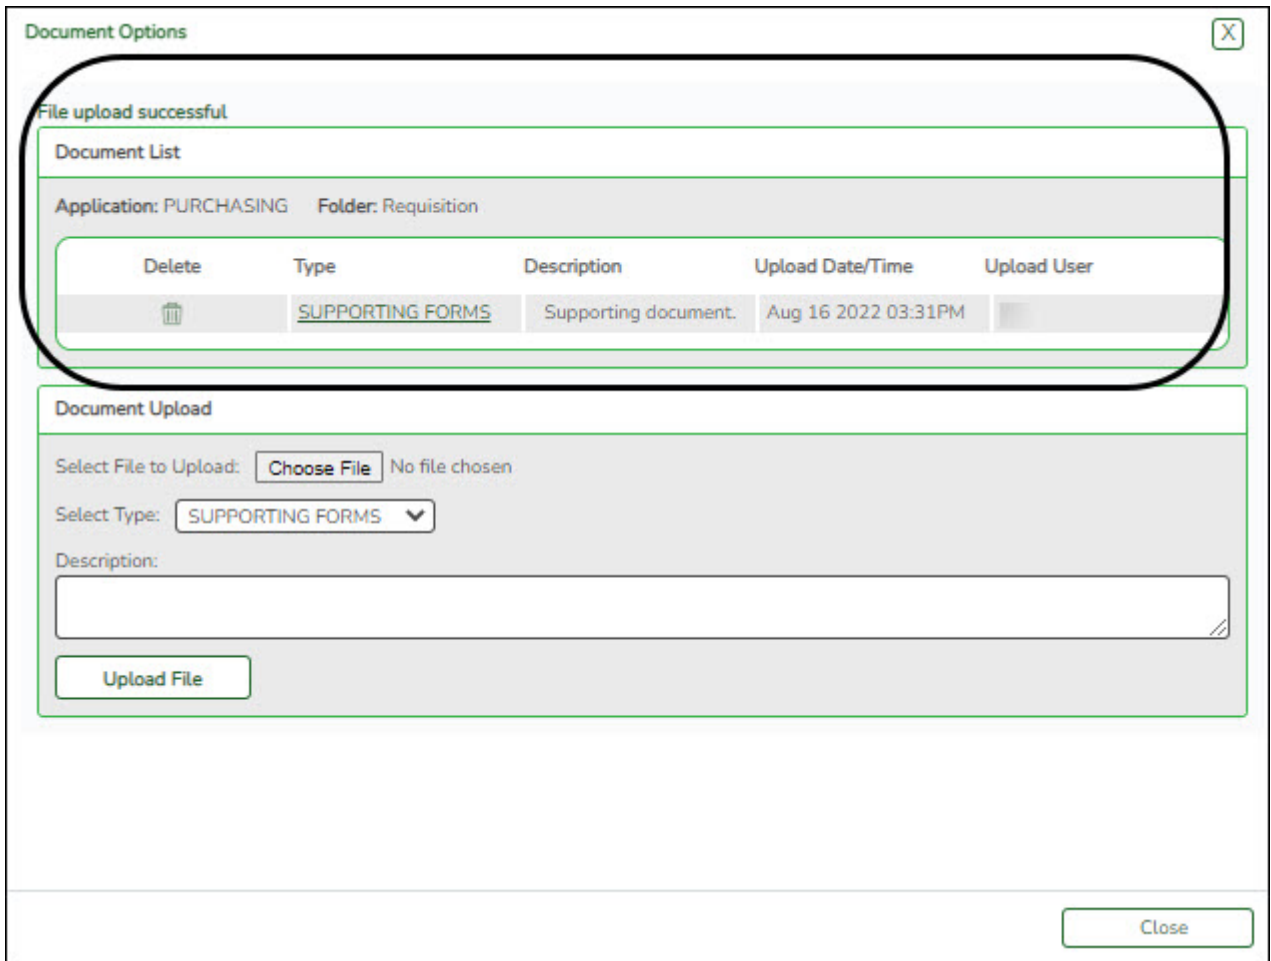 Document Options X
File upload successful
Document List
Application: PURCHASING Folder: Requisition
Delete Type Description Upload Date/Time Upload User
SUPPORTING FORMS Supporting document. Aug 16 2022 03:31PM
Document Upload
Select File to Upload: Choose File No file chosen
Select Type: SUPPORTING FORMS
Description:
Upload File
Close